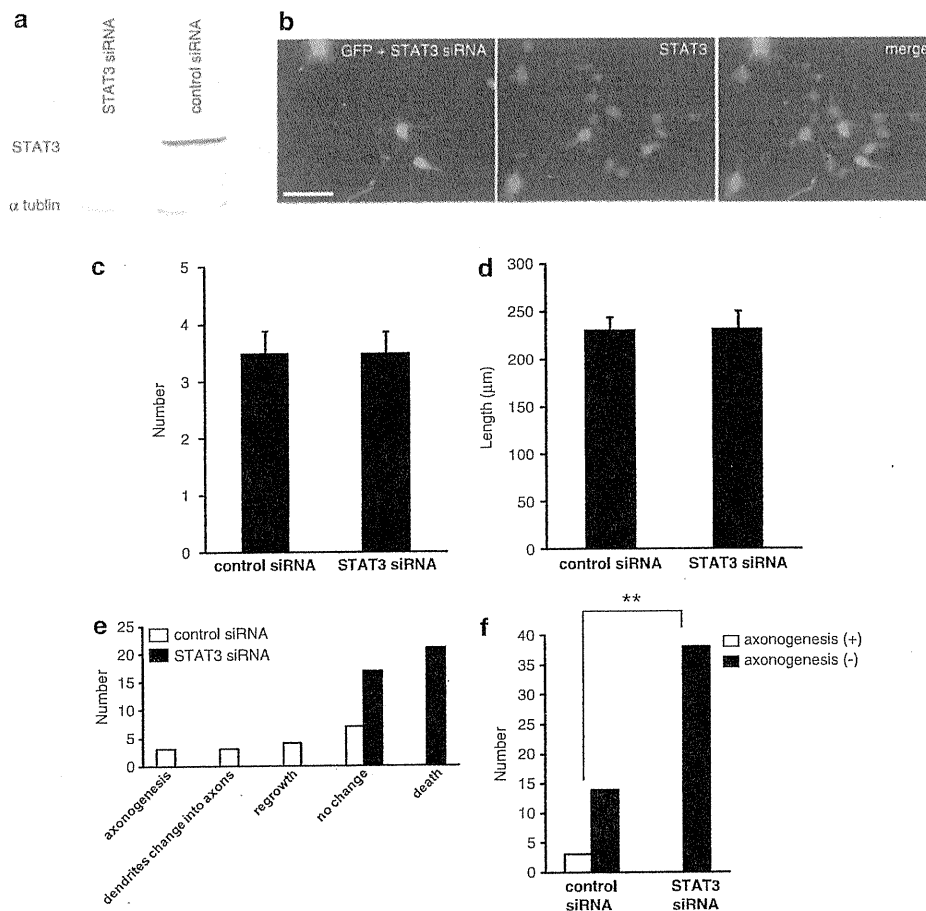 a
STAT3 siRNA
control siRNA
STAT3
α tublin
b
GFP + STAT3 siRNA
STAT3
merge
c
Number
5
4
3
2
1
0
control siRNA
STAT3 siRNA
d
Length (μm)
300
250
200
150
100
50
0
control siRNA
STAT3 siRNA
e
control siRNA
STAT3 siRNA
Number
25
20
15
10
5
0
axonogenesis
dendrites change into axons
regrowth
no change
death
f
**
axonogenesis (+)
axonogenesis (-)
Number
40
35
30
25
20
15
10
5
0
control
siRNA
STAT3
siRNA